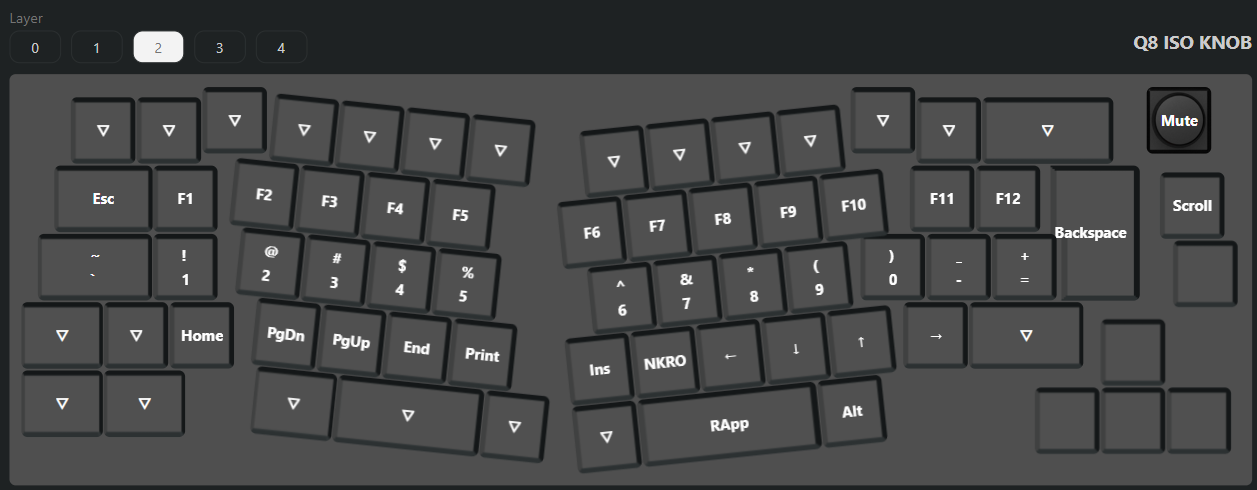 Layer
0 1 2 3 4
Q8 ISO KNOB
▽ ▽ ▽ ▽ ▽ ▽ ▽ ▽ ▽ ▽ ▽ ▽ ▽ ▽ Mute
Esc F1 F2 F3 F4 F5 F6 F7 F8 F9 F10 F11 F12 Backspace Scroll
~ ! @ # $ % ^ & * ( ) _ +
` 1 2 3 4 5 6 7 8 9 0 - =
▽ ▽ Home PgDn PgUp End Print Ins NKRO ← ↓ ↑ → ▽
▽ ▽ ▽ ▽ ▽ ▽ RApp Alt